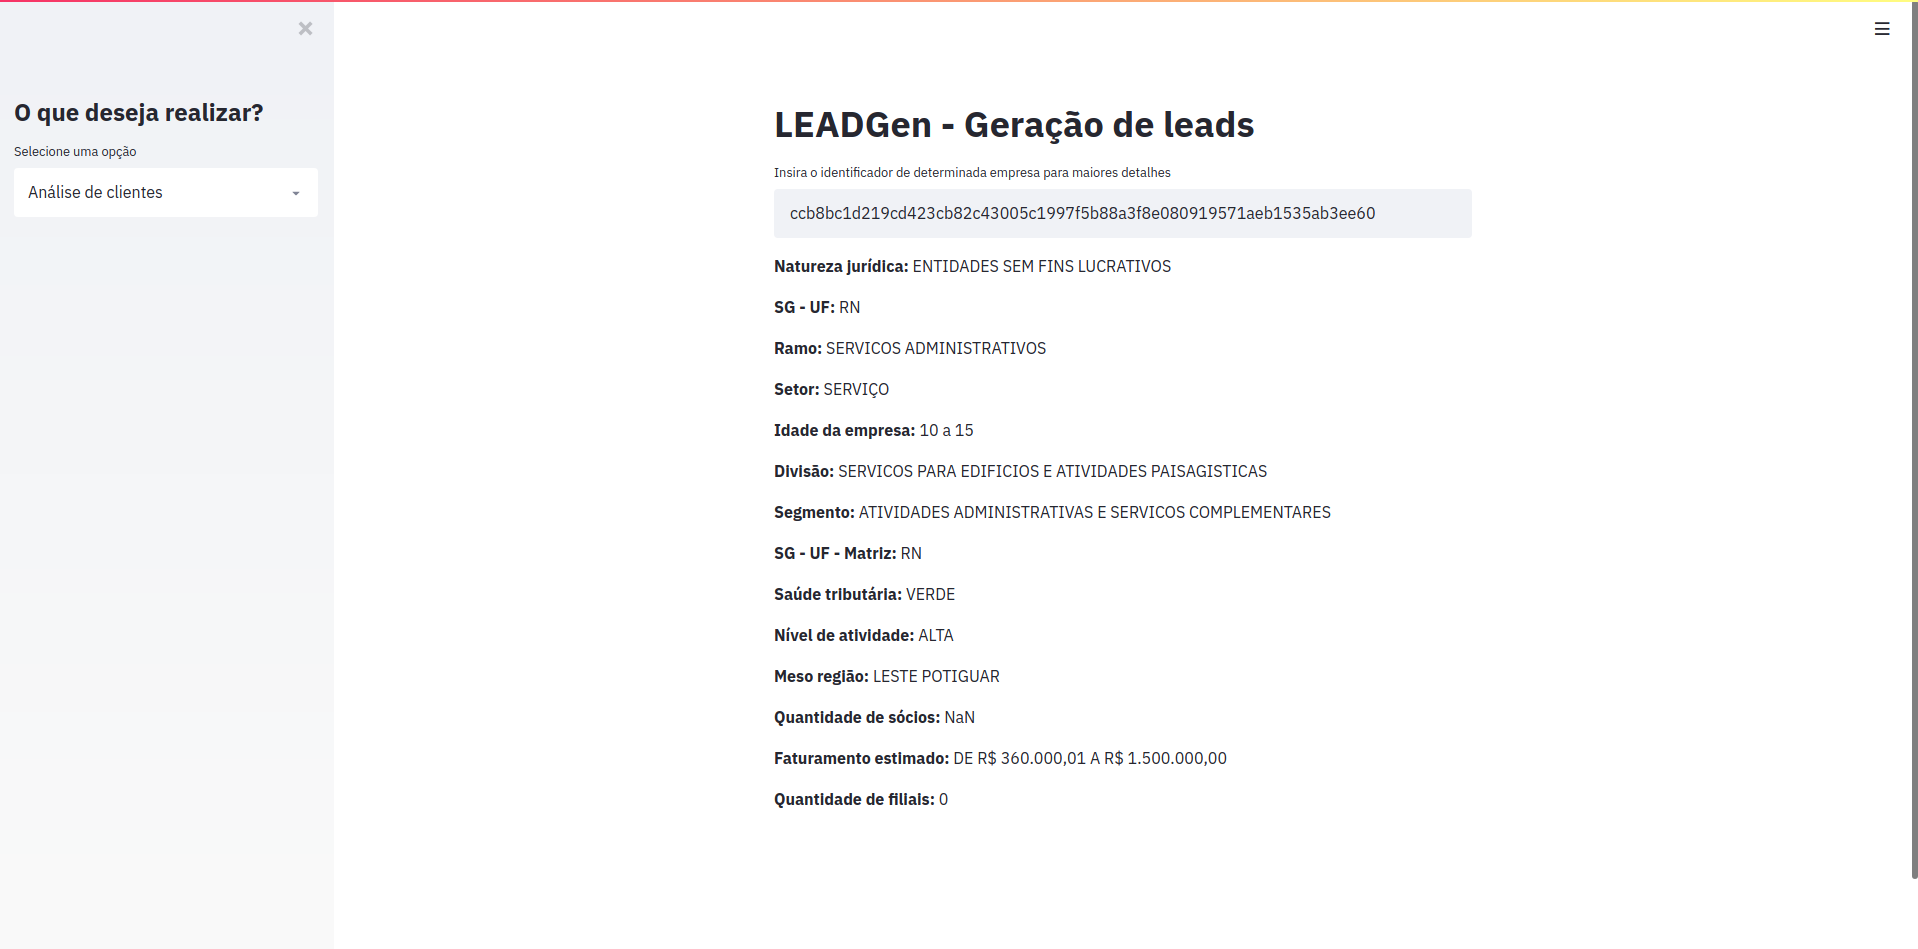 O que deseja realizar?
Selecione uma opção
Análise de clientes
LEADGen - Geração de leads
Insira o identificador de determinada empresa para maiores detalhes
ccb8bc1d219cd423cb82c43005c1997f5b88a3f8e080919571aeb1535ab3ee60
Natureza jurídica: ENTIDADES SEM FINS LUCRATIVOS
SG - UF: RN
Ramo: SERVICOS ADMINISTRATIVOS
Setor: SERVIÇO
Idade da empresa: 10 a 15
Divisão: SERVICOS PARA EDIFICIOS E ATIVIDADES PAISAGISTICAS
Segmento: ATIVIDADES ADMINISTRATIVAS E SERVICOS COMPLEMENTARES
SG - UF - Matriz: RN
Saúde tributária: VERDE
Nível de atividade: ALTA
Meso região: LESTE POTIGUAR
Quantidade de sócios: NaN
Faturamento estimado: DE R$ 360.000,01 A R$ 1.500.000,00
Quantidade de filiais: 0